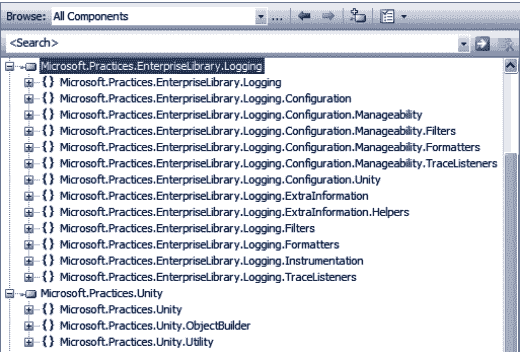 Browse: All Components ...
<Search>
Microsoft.Practices.EnterpriseLibrary.Logging
{} Microsoft.Practices.EnterpriseLibrary.Logging
{} Microsoft.Practices.EnterpriseLibrary.Logging.Configuration
{} Microsoft.Practices.EnterpriseLibrary.Logging.Configuration.Manageability
{} Microsoft.Practices.EnterpriseLibrary.Logging.Configuration.Manageability.Filters
{} Microsoft.Practices.EnterpriseLibrary.Logging.Configuration.Manageability.Formatters
{} Microsoft.Practices.EnterpriseLibrary.Logging.Configuration.Manageability.TraceListeners
{} Microsoft.Practices.EnterpriseLibrary.Logging.Configuration.Unity
{} Microsoft.Practices.EnterpriseLibrary.Logging.ExtraInformation
{} Microsoft.Practices.EnterpriseLibrary.Logging.ExtraInformation.Helpers
{} Microsoft.Practices.EnterpriseLibrary.Logging.Filters
{} Microsoft.Practices.EnterpriseLibrary.Logging.Formatters
{} Microsoft.Practices.EnterpriseLibrary.Logging.Instrumentation
{} Microsoft.Practices.EnterpriseLibrary.Logging.TraceListeners
Microsoft.Practices.Unity
{} Microsoft.Practices.Unity
{} Microsoft.Practices.Unity.ObjectBuilder
{} Microsoft.Practices.Unity.Utility